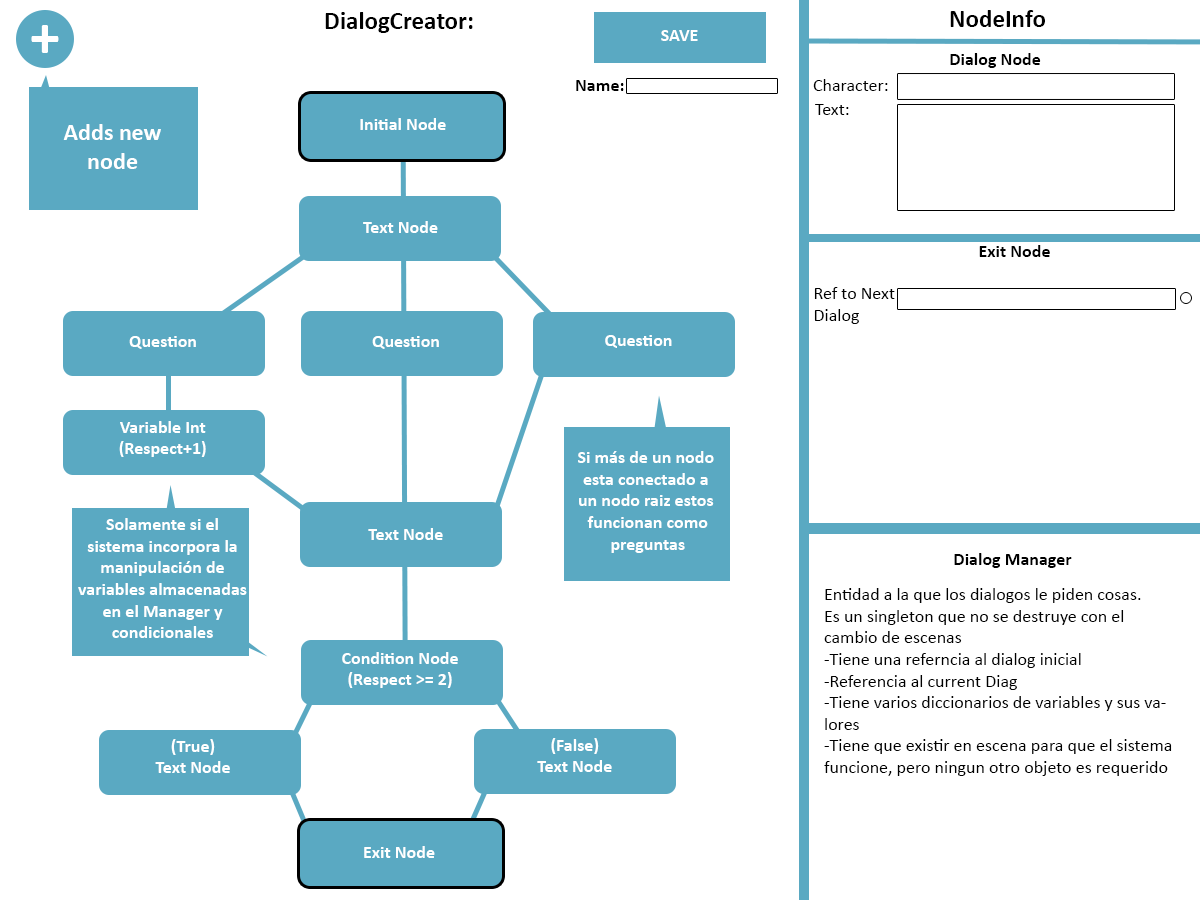 DialogCreator:
SAVE
Name:
Adds new
node
Initial Node
Text Node
Question
Question
Question
Variable Int
(Respect+1)
Si más de un nodo
esta conectado a
un nodo raiz estos
funcionan como
preguntas
Solamente si el
sistema incorpora la
manipulación de
variables almacenadas
en el Manager y
condicionales
Text Node
Condition Node
(Respect >= 2)
(True)
Text Node
(False)
Text Node
Exit Node
NodeInfo
Dialog Node
Character:
Text:
Exit Node
Ref to Next
Dialog
Dialog Manager
Entidad a la que los dialogos le piden cosas.
Es un singleton que no se destruye con el
cambio de escenas
-Tiene una referncia al dialog inicial
-Referencia al current Diag
-Tiene varios diccionarios de variables y sus va-
lores
-Tiene que existir en escena para que el sistema
funcione, pero ningun otro objeto es requerido